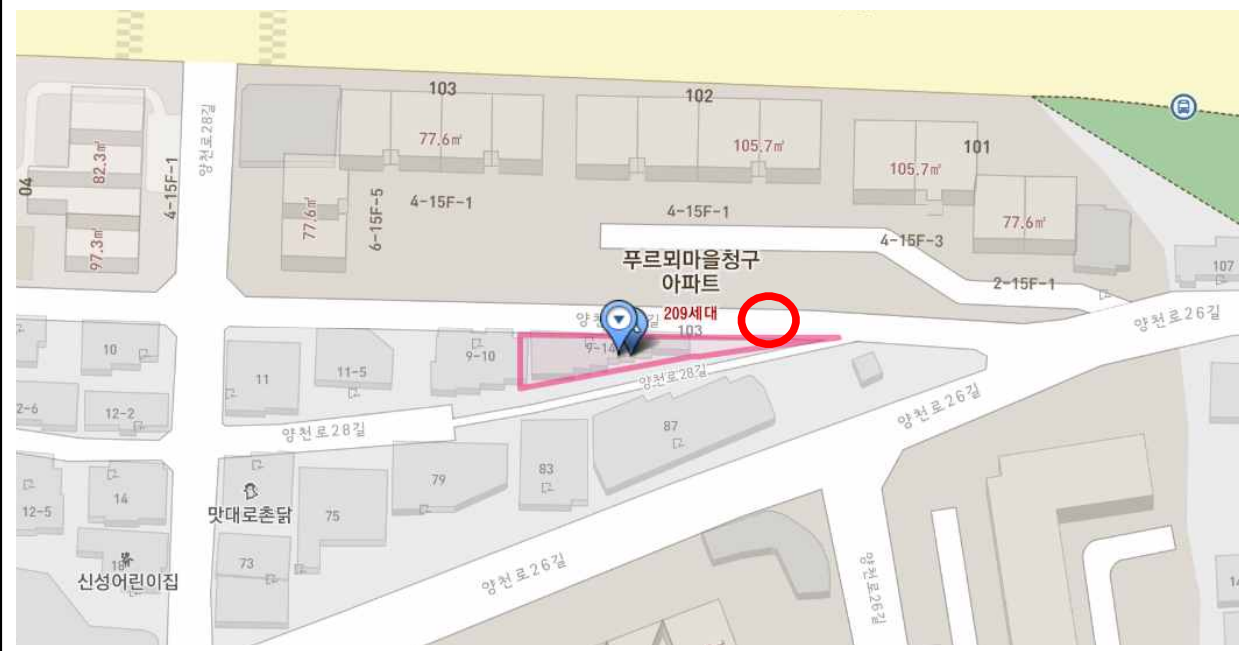 103
102
101
77.6㎡
105.7㎡
105.7㎡
82.3㎡
양천로28길
4-15F-1
04
97.3㎡
77.6㎡
6-15F-5
4-15F-1
4-15F-1
77.6㎡
4-15F-3
107
푸르뫼마을청구
아파트
2-15F-1
209세대
103
양천로26길
10
9-10
9-14
11
11-5
양천로28길
2-6
12-2
양천로26길
양천로28길
87
83
79
14
12-5
맛대로촌닭
75
73
18
신성어린이집
양천로26길
양천로26길